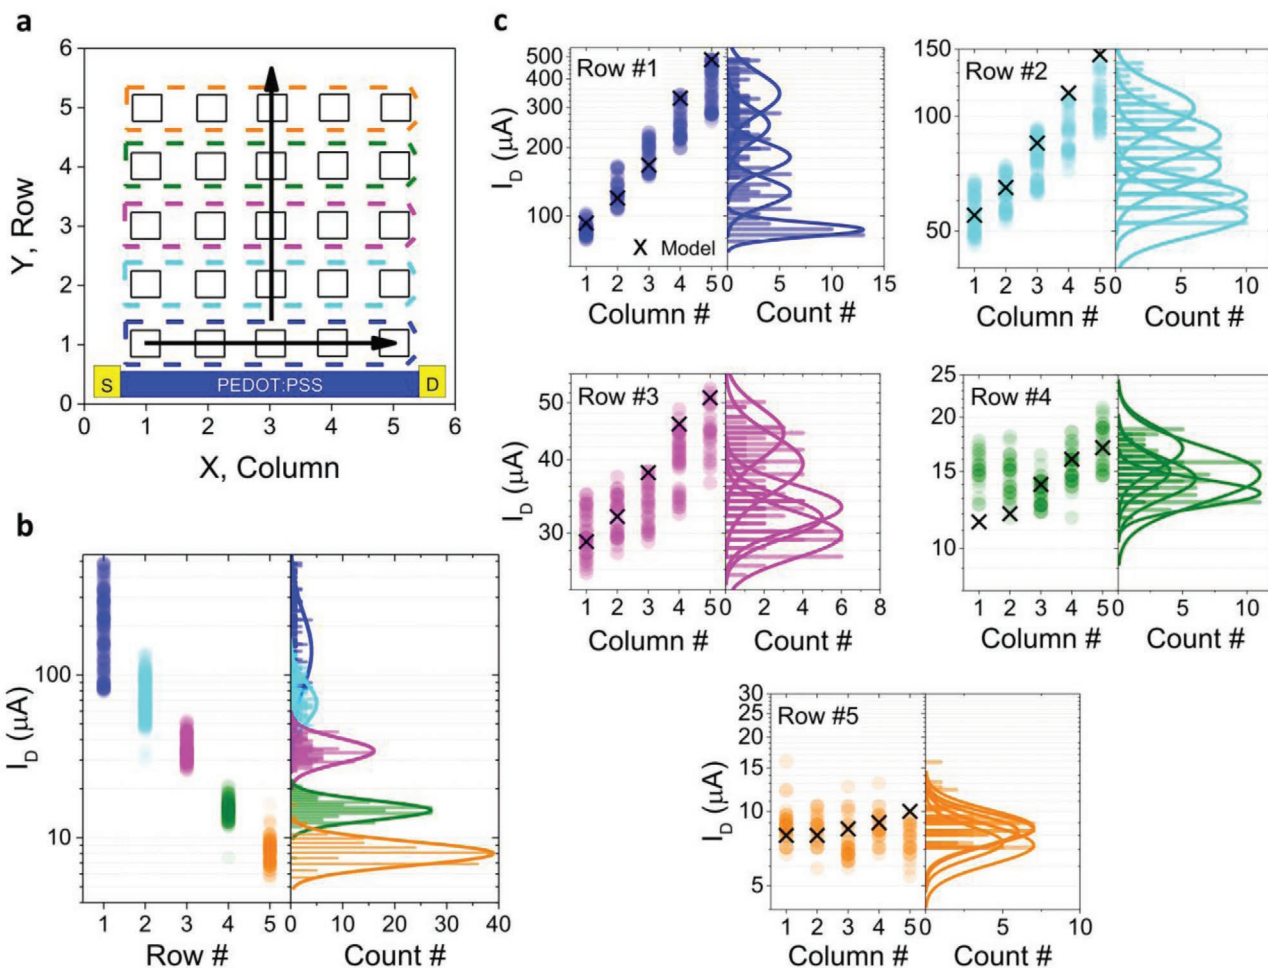 a
6
5
4
3
2
1
0
Y, Row
S
PEDOT:PSS
D
0 1 2 3 4 5 6
X, Column
b
I_D (µA)
100
10
1 2 3 4 5 0 10 20 30 40
Row # Count #
c
Row #1
I_D (µA)
500
400
300
200
100
X Model
1 2 3 4 5 0 5 10 15
Column # Count #
Row #2
150
100
50
1 2 3 4 5 0 5 10
Column # Count #
Row #3
I_D (µA)
50
40
30
1 2 3 4 5 0 2 4 6 8
Column # Count #
Row #4
25
20
15
10
1 2 3 4 5 0 5 10
Column # Count #
Row #5
I_D (µA)
30
25
20
15
10
5
1 2 3 4 5 0 5 10
Column # Count #